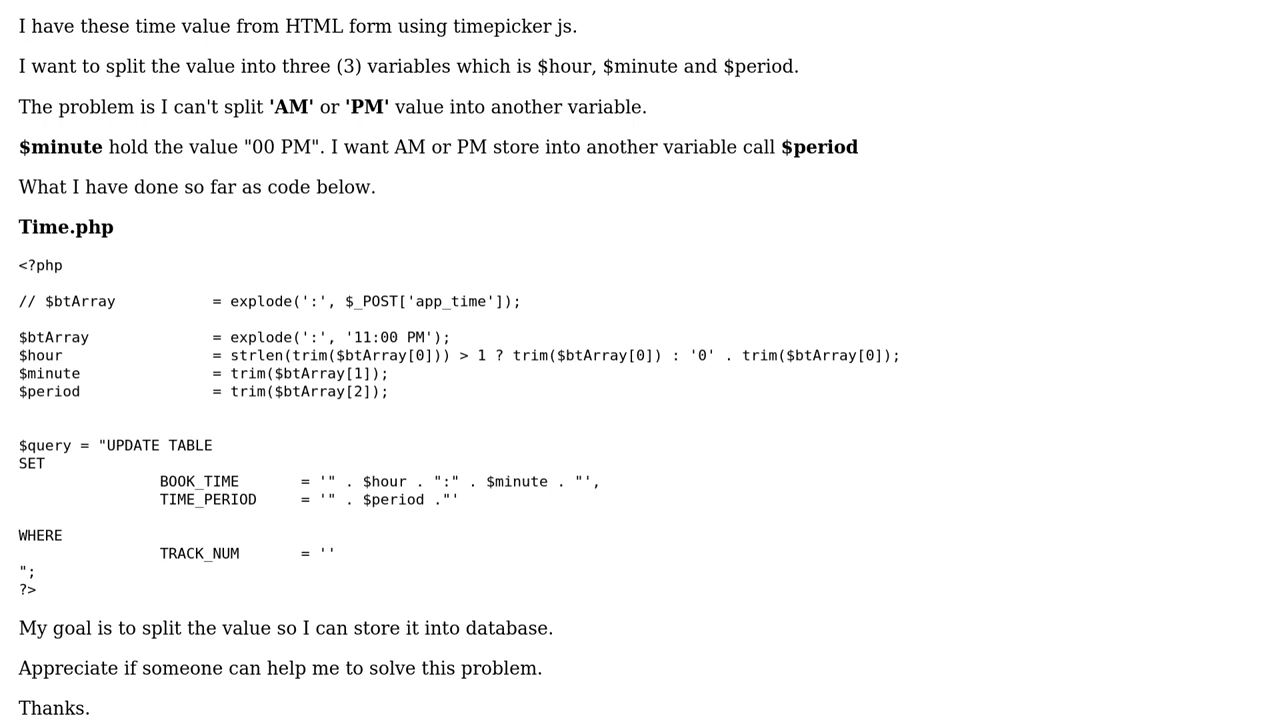 I have these time value from HTML form using timepicker js.
I want to split the value into three (3) variables which is $hour, $minute and $period.
The problem is I can't split 'AM' or 'PM' value into another variable.
$minute hold the value "00 PM". I want AM or PM store into another variable call $period
What I have done so far as code below.
Time.php
<?php
// $btArray           = explode(':', $_POST['app_time']);
$btArray              = explode(':', '11:00 PM');
$hour                 = strlen(trim($btArray[0])) > 1 ? trim($btArray[0]) : '0' . trim($btArray[0]);
$minute               = trim($btArray[1]);
$period               = trim($btArray[2]);
$query = "UPDATE TABLE
SET
                BOOK_TIME       = '" . $hour . ":" . $minute . "',
                TIME_PERIOD     = '" . $period ."'
WHERE
                TRACK_NUM       = ''
";
?>
My goal is to split the value so I can store it into database.
Appreciate if someone can help me to solve this problem.
Thanks.